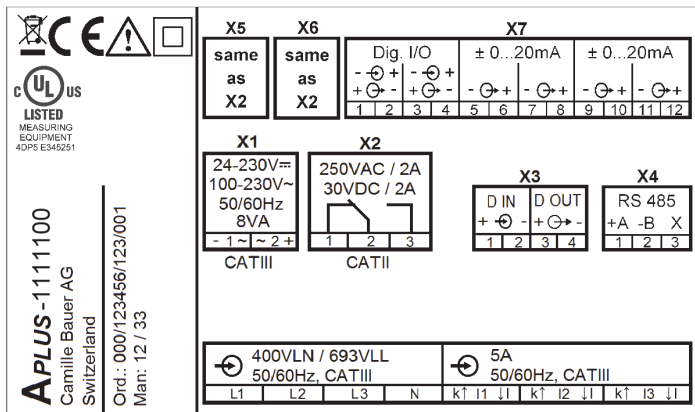 CE
C UL US
LISTED
MEASURING
EQUIPMENT
4DP5 E345251
APLUS-1111100
Camille Bauer AG
Switzerland
Ord.: 000/123456/123/001
Man: 12 / 33
X5 X6 X7
same same Dig. I/O ± 0...20mA ± 0...20mA
as as - + - +
X2 X2 + - + - - + - + - + - +
1 2 3 4 5 6 7 8 9 10 11 12
X1 X2
24-230V⎓ 250VAC / 2A
100-230V~ 30VDC / 2A
50/60Hz
8VA
- 1 ~ ~ 2 + 1 2 3
CATIII CATII
X3 X4
D IN D OUT RS 485
+ - + - +A -B X
1 2 3 4 1 2 3
400VLN / 693VLL 5A
50/60Hz, CATIII 50/60Hz, CATIII
L1 L2 L3 N k↑ I1 ↓l k↑ I2 ↓l k↑ I3 ↓l